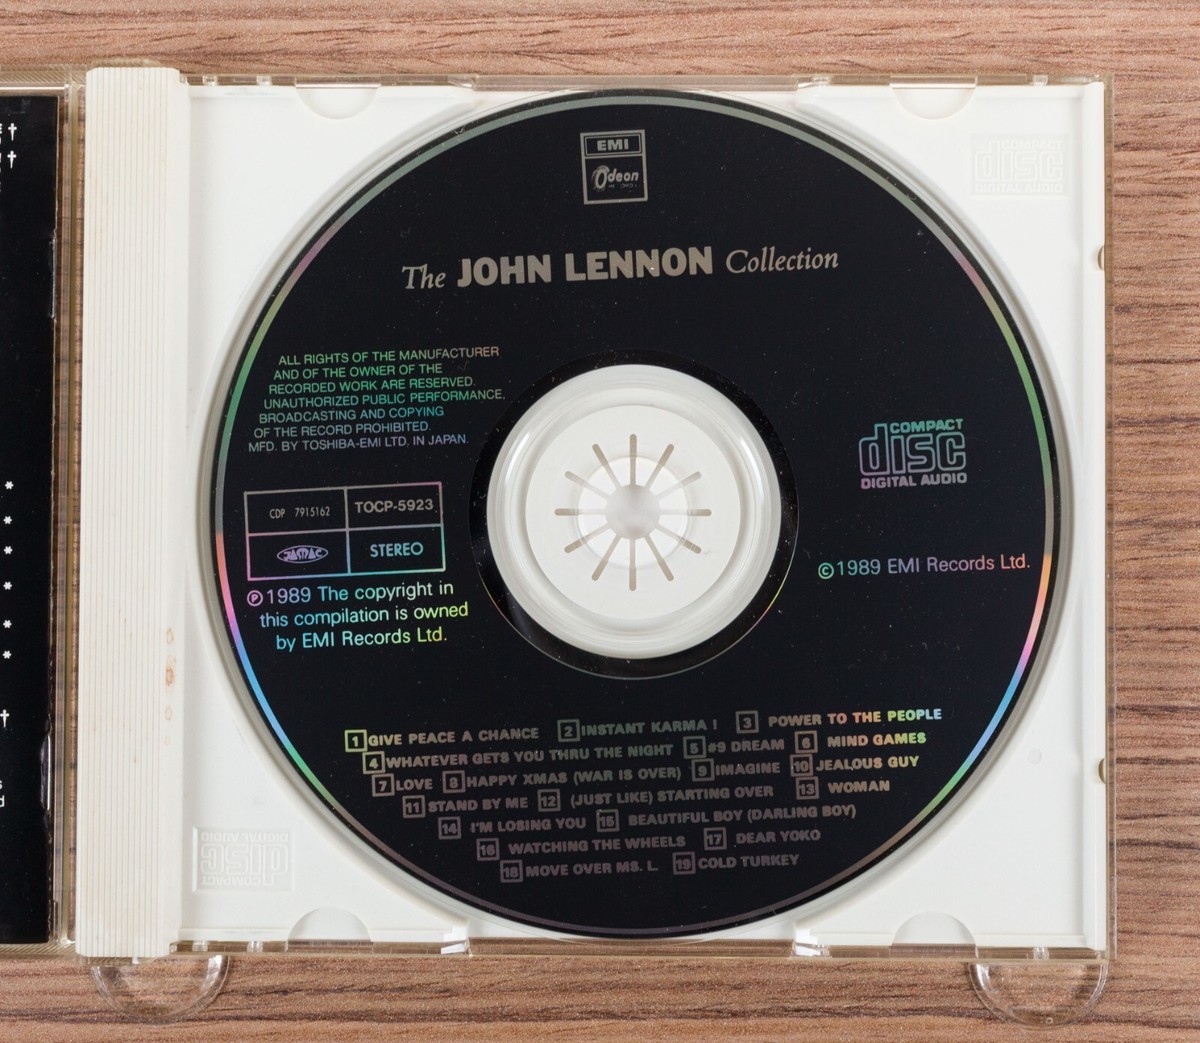 EMI
Odeon
The JOHN LENNON Collection
ALL RIGHTS OF THE MANUFACTURER
AND OF THE OWNER OF THE
RECORDED WORK ARE RESERVED.
UNAUTHORIZED PUBLIC PERFORMANCE,
BROADCASTING AND COPYING
OF THE RECORD PROHIBITED.
MFD. BY TOSHIBA-EMI LTD. IN JAPAN.
COMPACT
disc
DIGITAL AUDIO
CDP 7915162 TOCP-5923
JASRAC STEREO
Ⓟ1989 The copyright in
this compilation is owned
by EMI Records Ltd.
©1989 EMI Records Ltd.
1 GIVE PEACE A CHANCE 2 INSTANT KARMA! 3 POWER TO THE PEOPLE
4 WHATEVER GETS YOU THRU THE NIGHT 5 #9 DREAM 6 MIND GAMES
7 LOVE 8 HAPPY XMAS (WAR IS OVER) 9 IMAGINE 10 JEALOUS GUY
11 STAND BY ME 12 (JUST LIKE) STARTING OVER 13 WOMAN
14 I'M LOSING YOU 15 BEAUTIFUL BOY (DARLING BOY)
16 WATCHING THE WHEELS 17 DEAR YOKO
18 MOVE OVER MS. L. 19 COLD TURKEY
COMPACT
disc
DIGITAL AUDIO
COMPACT
disc
DIGITAL AUDIO